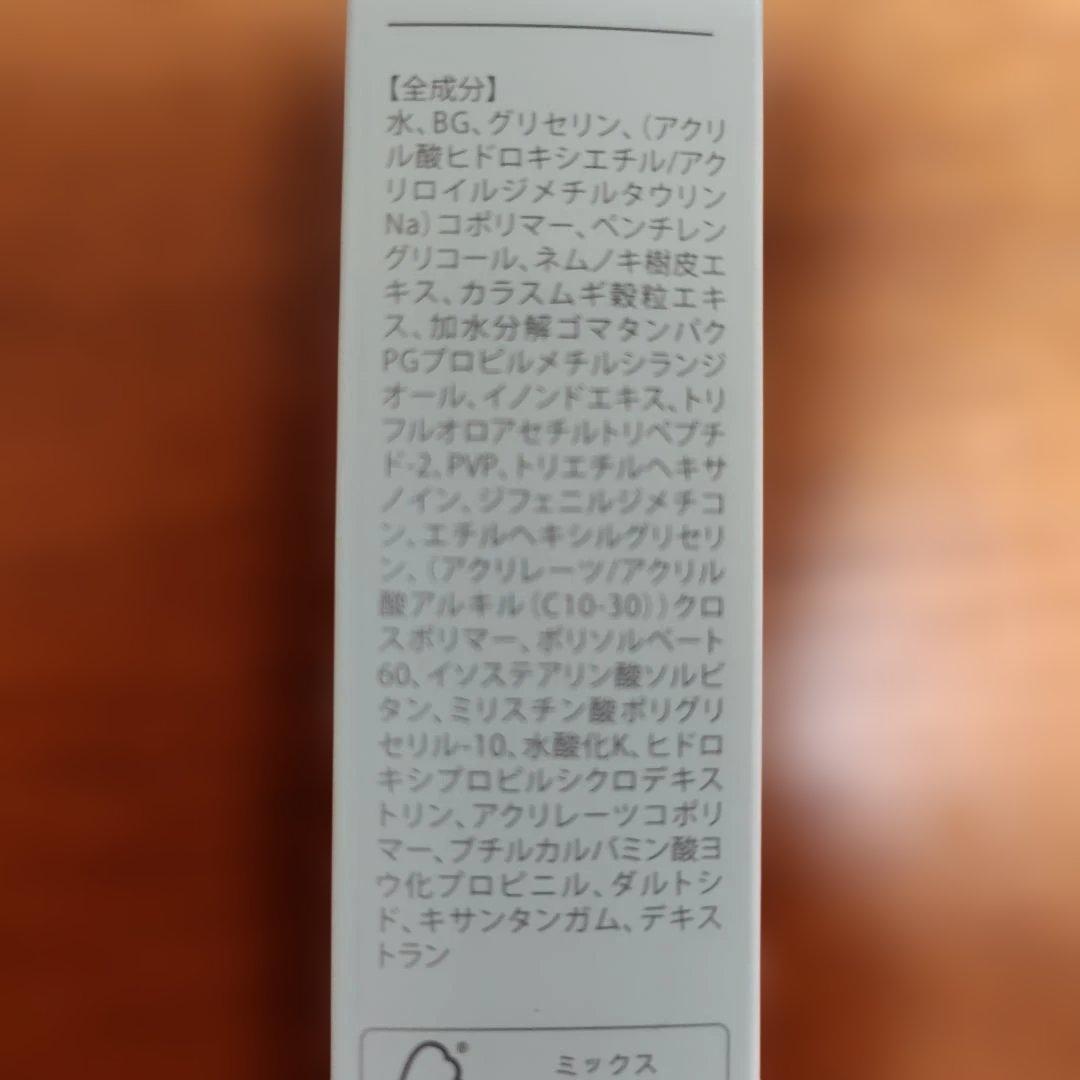 【全成分】
水、BG、グリセリン、（アクリ
ル酸ヒドロキシエチル/アク
リロイルジメチルタウリン
Na）コポリマー、ペンチレン
グリコール、ネムノキ樹皮エ
キス、カラスムギ穀粒エキ
ス、加水分解ゴマタンパク
PGプロピルメチルシランジ
オール、イノンドエキス、トリ
フルオロアセチルトリペプチ
ド-2、PVP、トリエチルヘキサ
ノイン、ジフェニルジメチコ
ン、エチルヘキシルグリセリ
ン、（アクリレーツ/アクリル
酸アルキル（C10-30））クロ
スポリマー、ポリソルベート
60、イソステアリン酸ソルビ
タン、ミリスチン酸ポリグリ
セリル-10、水酸化K、ヒドロ
キシプロピルシクロデキス
トリン、アクリレーツコポリ
マー、ブチルカルバミン酸ヨ
ウ化プロピニル、ダルトシ
ド、キサンタンガム、デキス
トラン
®
ミックス